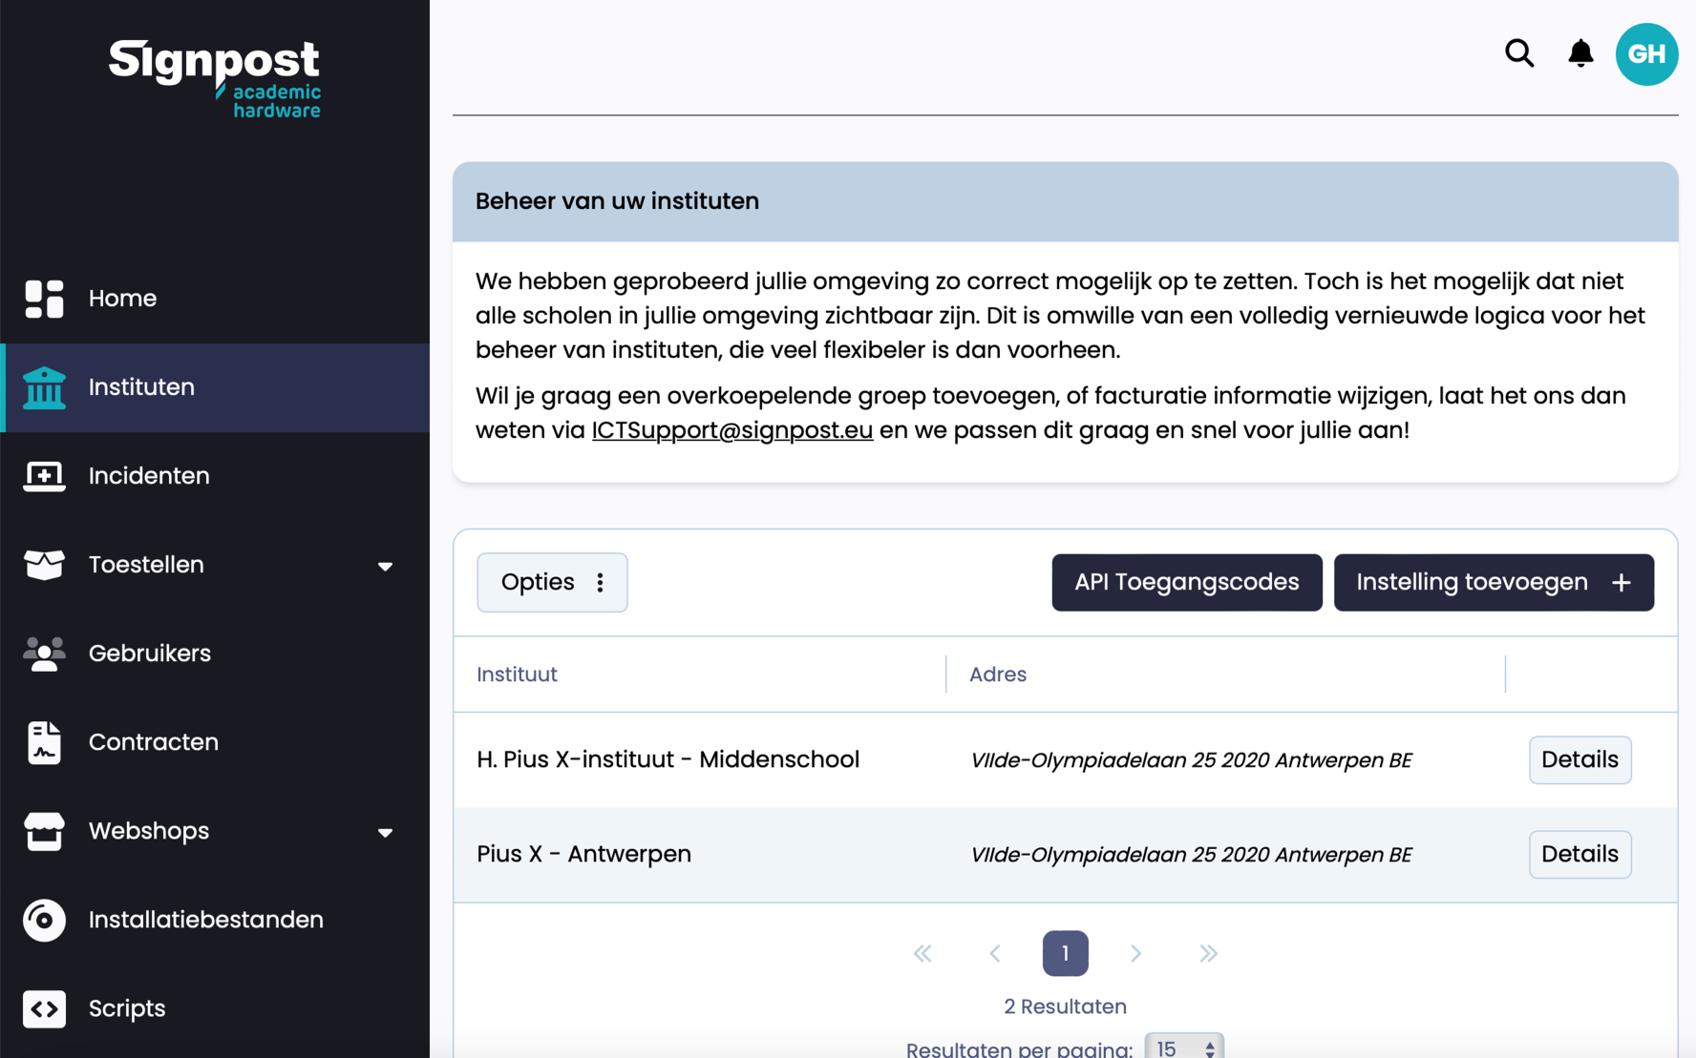 Signpost
academic
hardware
GH
Home
Instituten
Incidenten
Toestellen
Gebruikers
Contracten
Webshops
Installatiebestanden
Scripts
Beheer van uw instituten
We hebben geprobeerd jullie omgeving zo correct mogelijk op te zetten. Toch is het mogelijk dat niet
alle scholen in jullie omgeving zichtbaar zijn. Dit is omwille van een volledig vernieuwde logica voor het
beheer van instituten, die veel flexibeler is dan voorheen.
Wil je graag een overkoepelende groep toevoegen, of facturatie informatie wijzigen, laat het ons dan
weten via ICTSupport@signpost.eu en we passen dit graag en snel voor jullie aan!
Opties
API Toegangscodes
Instelling toevoegen +
Instituut Adres
H. Pius X-instituut - Middenschool VIIde-Olympiadelaan 25 2020 Antwerpen BE Details
Pius X - Antwerpen VIIde-Olympiadelaan 25 2020 Antwerpen BE Details
1
2 Resultaten
Resultaten per pagina: 15